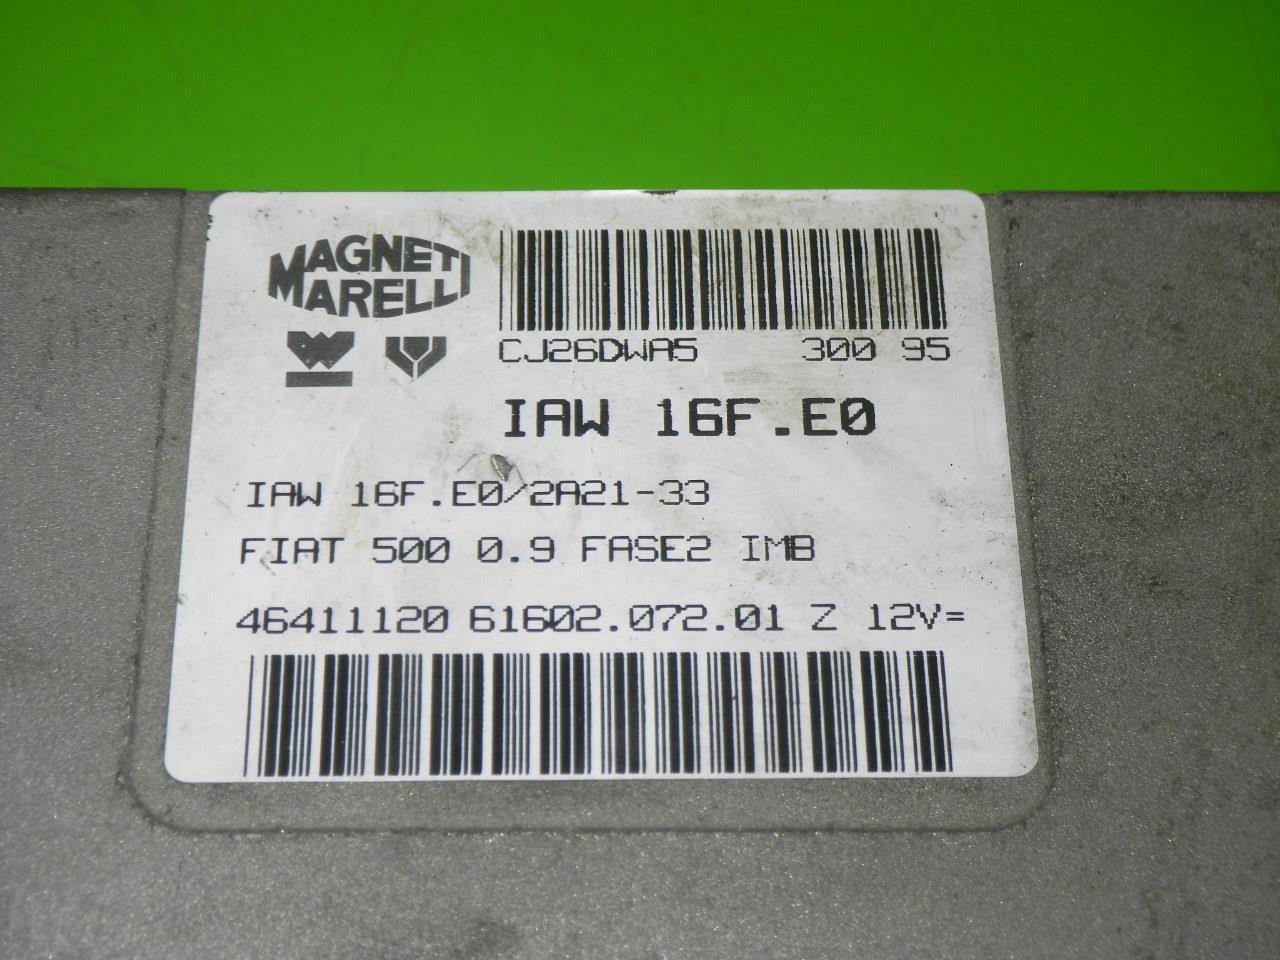 MAGNETI
MARELLI
CJ26DWA5 300 95
IAW 16F.E0
IAW 16F.E0/2A21-33
FIAT 500 0.9 FASE2 IMB
46411120 61602.072.01 Z 12V=